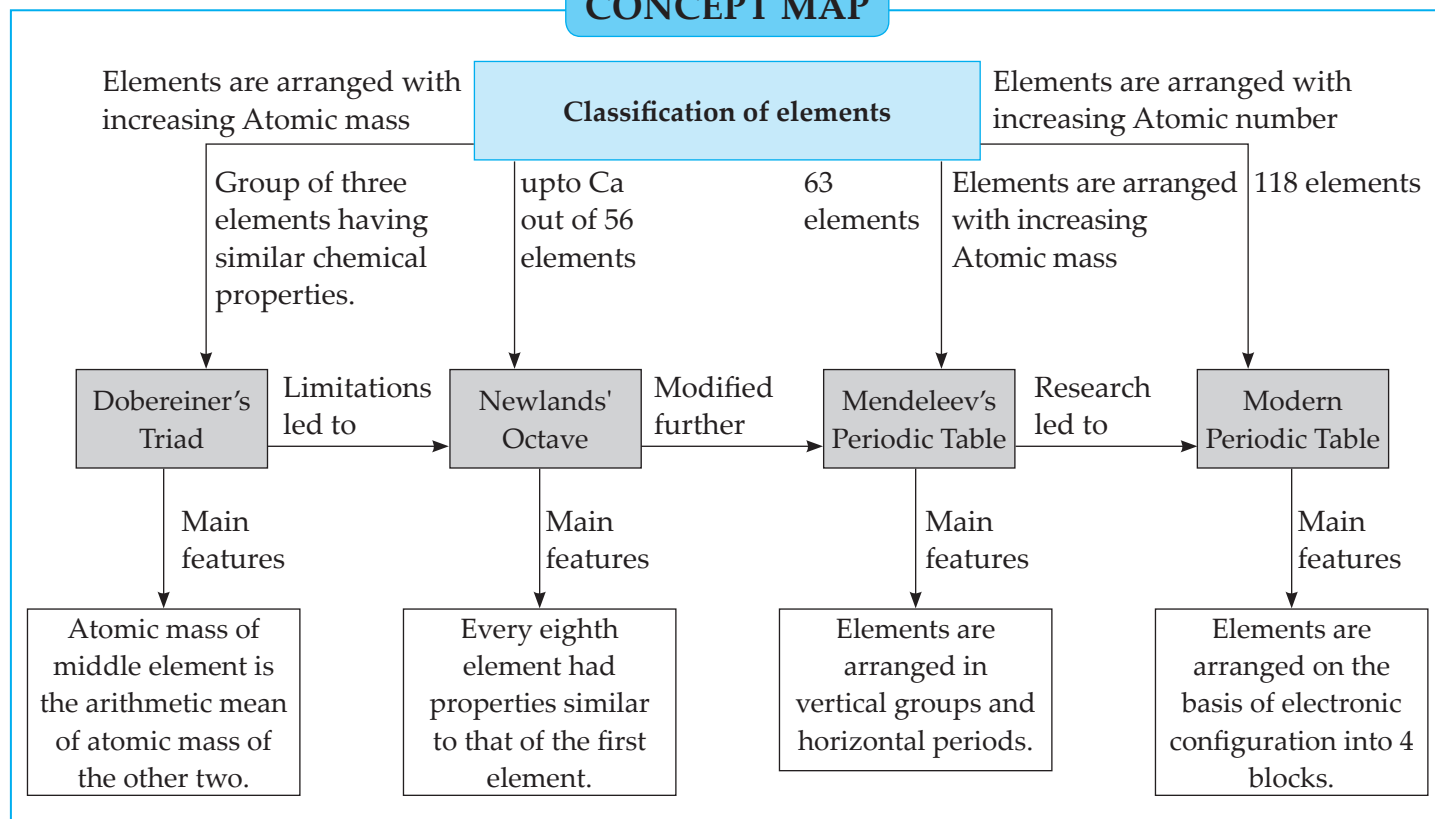 CONCEPT MAP
Elements are arranged with
increasing Atomic mass
Classification of elements
Elements are arranged with
increasing Atomic number
Group of three
elements having
similar chemical
properties.
upto Ca
out of 56
elements
63
elements
Elements are arranged
with increasing
Atomic mass
118 elements
Dobereiner's
Triad
Limitations
led to
Newlands'
Octave
Modified
further
Mendeleev's
Periodic Table
Research
led to
Modern
Periodic Table
Main
features
Main
features
Main
features
Main
features
Atomic mass of
middle element is
the arithmetic mean
of atomic mass of
the other two.
Every eighth
element had
properties similar
to that of the first
element.
Elements are
arranged in
vertical groups and
horizontal periods.
Elements are
arranged on the
basis of electronic
configuration into 4
blocks.